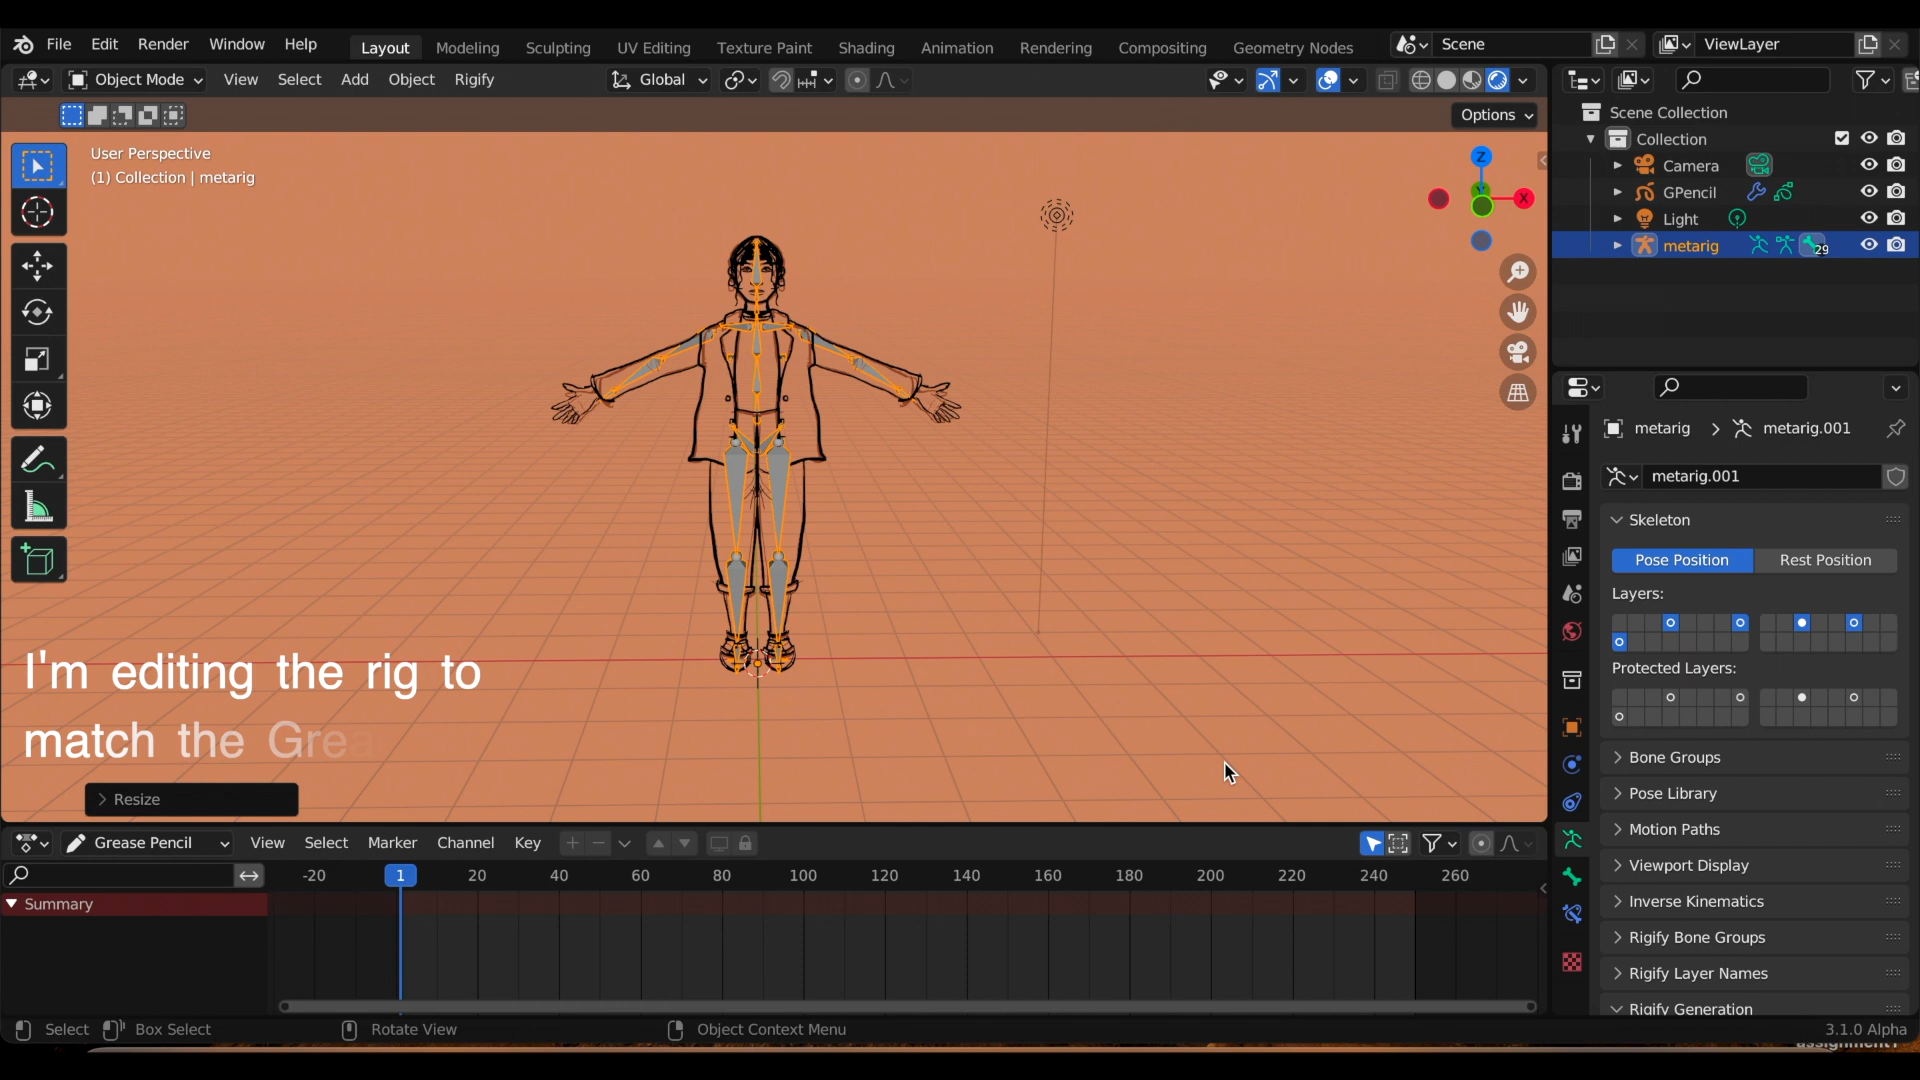 File Edit Render Window Help Layout Modeling Sculpting UV Editing Texture Paint Shading Animation Rendering Compositing Geometry Nodes Scene ViewLayer
Object Mode View Select Add Object Rigify Global
Options
User Perspective
(1) Collection | metarig
Z
Y
X
Scene Collection
Collection
Camera
GPencil
Light
metarig 29
metarig > metarig.001
metarig.001
Skeleton
Pose Position Rest Position
Layers:
Protected Layers:
Bone Groups
Pose Library
Motion Paths
Viewport Display
Inverse Kinematics
Rigify Bone Groups
Rigify Layer Names
Rigify Generation
I'm editing the rig to
match the Grea
Resize
Grease Pencil View Select Marker Channel Key
-20 1 20 40 60 80 100 120 140 160 180 200 220 240 260
Summary
Select Box Select Rotate View Object Context Menu 3.1.0 Alpha